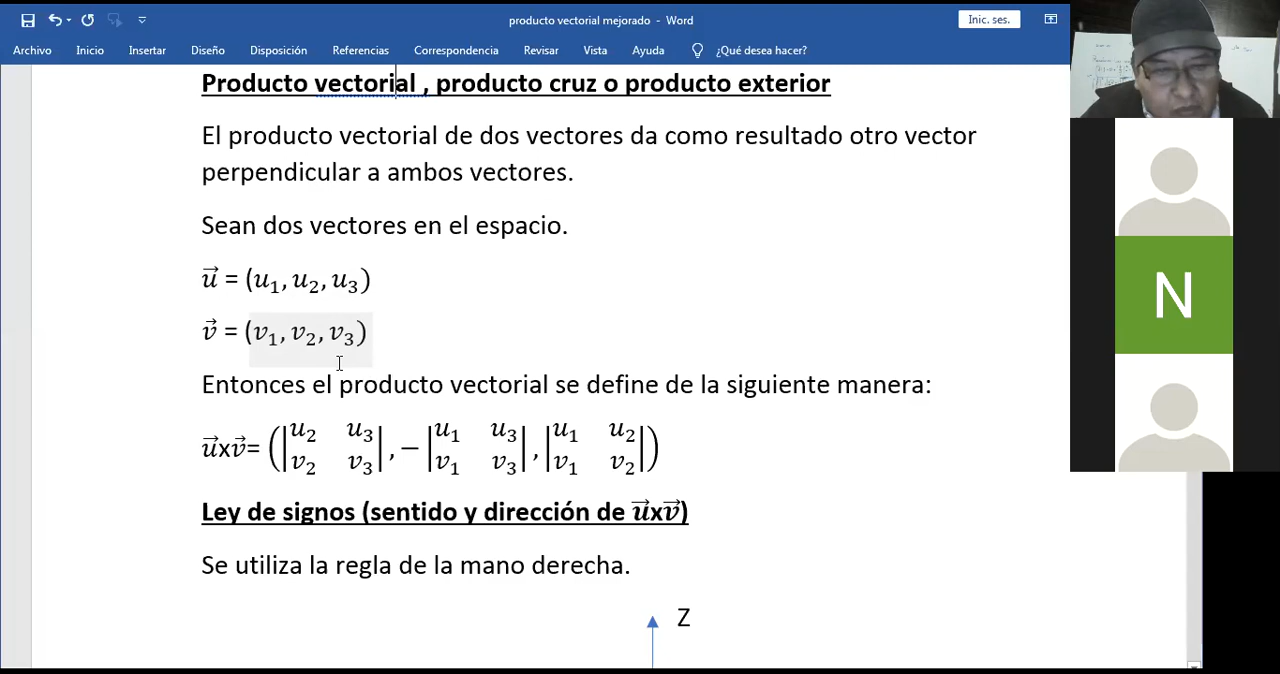 producto vectorial mejorado - Word
Inic. ses.
Archivo Inicio Insertar Diseño Disposición Referencias Correspondencia Revisar Vista Ayuda ¿Qué desea hacer?
Producto vectorial , producto cruz o producto exterior
El producto vectorial de dos vectores da como resultado otro vector
perpendicular a ambos vectores.
Sean dos vectores en el espacio.
u⃗ = (u₁, u₂, u₃)
v⃗ = (v₁, v₂, v₃)
Entonces el producto vectorial se define de la siguiente manera:
u⃗xv⃗= (|u₂ u₃; v₂ v₃|, −|u₁ u₃; v₁ v₃|, |u₁ u₂; v₁ v₂|)
Ley de signos (sentido y dirección de u⃗xv⃗)
Se utiliza la regla de la mano derecha.
Z
N